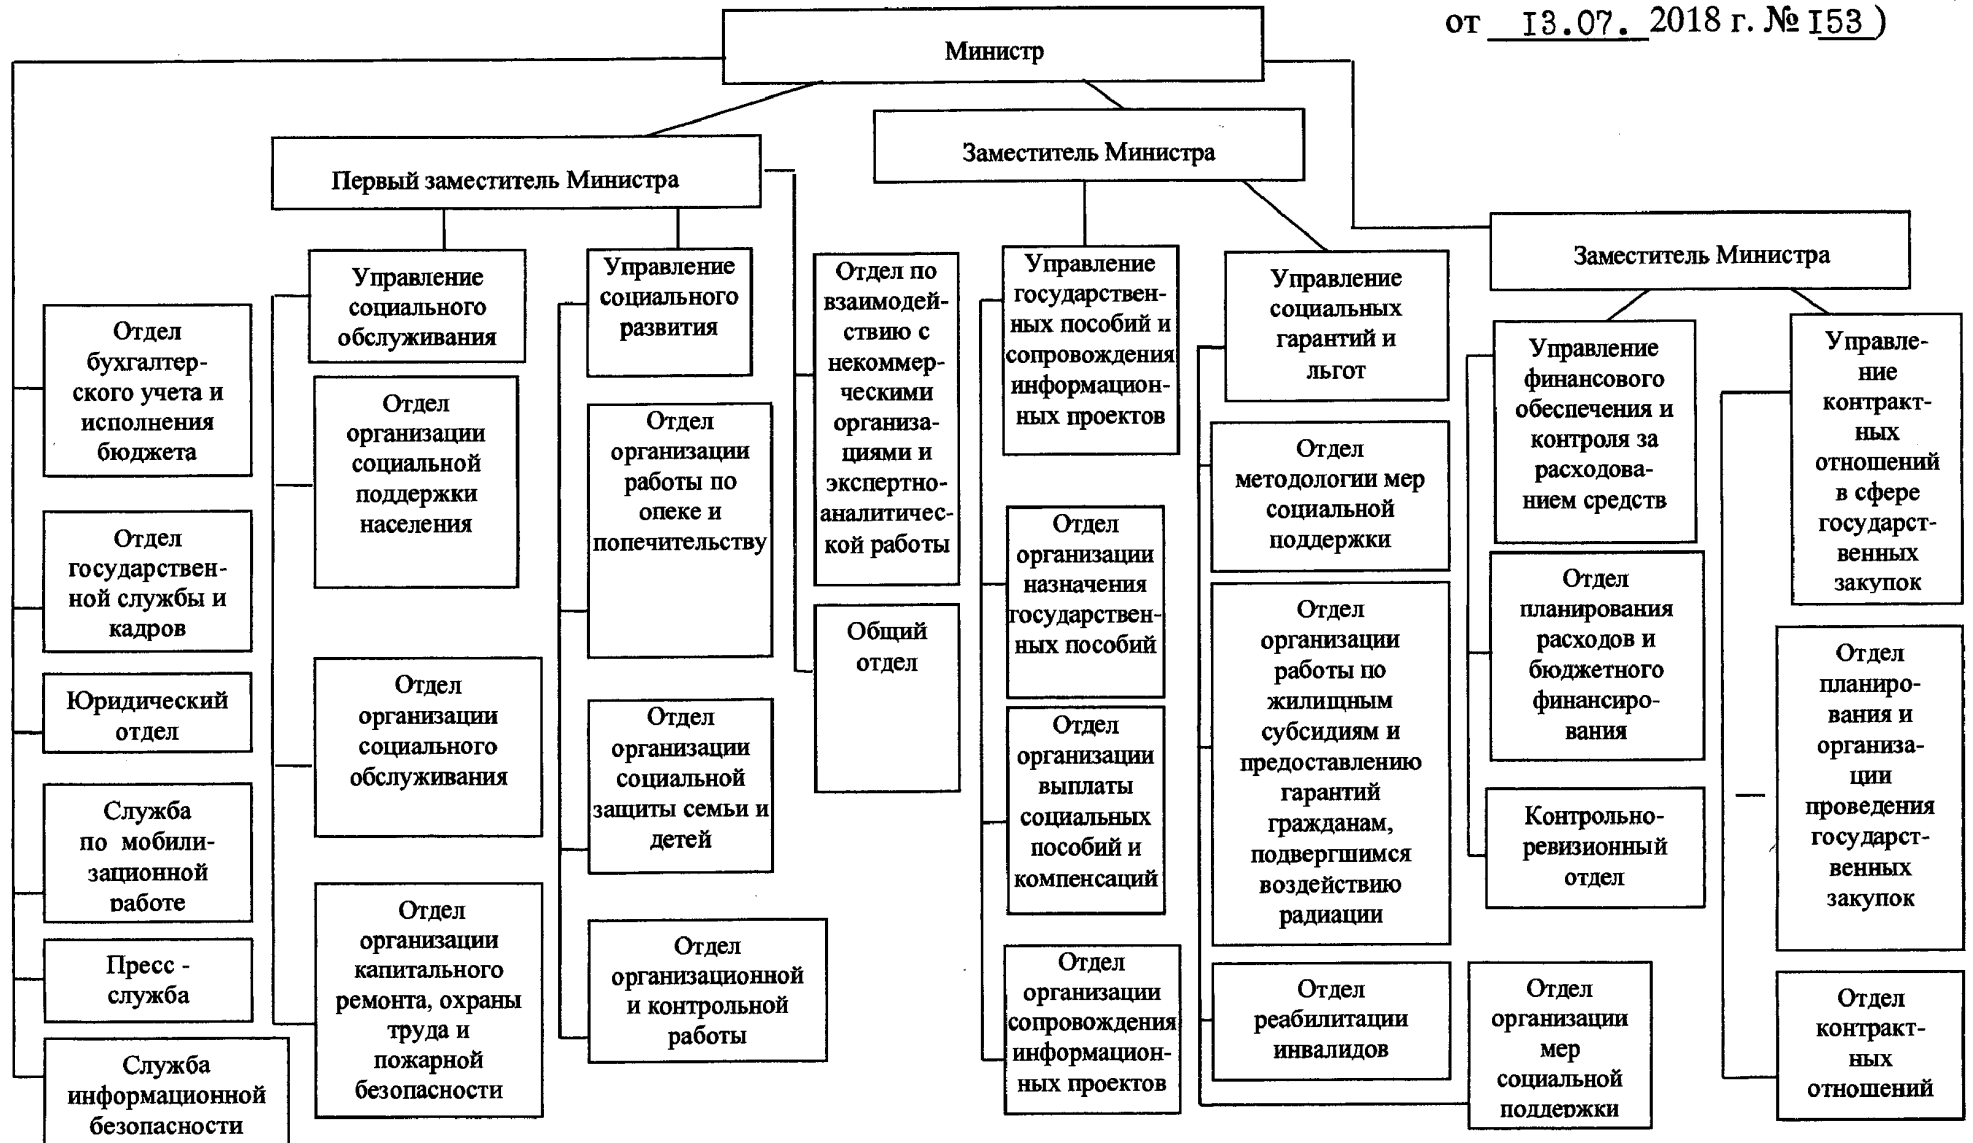 от 13.07. 2018 г. № 153)
Министр
Первый заместитель Министра
Заместитель Министра
Заместитель Министра
Отдел
бухгалтер-
ского учета и
исполнения
бюджета
Отдел
государствен-
ной службы и
кадров
Юридический
отдел
Служба
по мобили-
зационной
работе
Пресс -
служба
Служба
информационной
безопасности
Управление
социального
обслуживания
Отдел
организации
социальной
поддержки
населения
Отдел
организации
социального
обслуживания
Отдел
организации
капитального
ремонта, охраны
труда и
пожарной
безопасности
Управление
социального
развития
Отдел
организации
работы по
опеке и
попечительству
Отдел
организации
социальной
защиты семьи и
детей
Отдел
организационной
и контрольной
работы
Отдел по
взаимодей-
ствию с
некоммер-
ческими
организа-
циями и
экспертно-
аналитичес-
кой работы
Общий
отдел
Управление
государствен-
ных пособий и
сопровождения
информацион-
ных проектов
Отдел
организации
назначения
государствен-
ных пособий
Отдел
организации
выплаты
социальных
пособий и
компенсаций
Отдел
организации
сопровождения
информацион-
ных проектов
Управление
социальных
гарантий и
льгот
Отдел
методологии мер
социальной
поддержки
Отдел
организации
работы по
жилищным
субсидиям и
предоставлению
гарантий
гражданам,
подвергшимся
воздействию
радиации
Отдел
реабилитации
инвалидов
Отдел
организации
мер
социальной
поддержки
Управление
финансового
обеспечения и
контроля за
расходова-
нием средств
Отдел
планирования
расходов и
бюджетного
финансиро-
вания
Контрольно-
ревизионный
отдел
Управле-
ние
контракт-
ных
отношений
в сфере
государст-
венных
закупок
Отдел
планиро-
вания и
организа-
ции
проведения
государст-
венных
закупок
Отдел
контракт-
ных
отношений